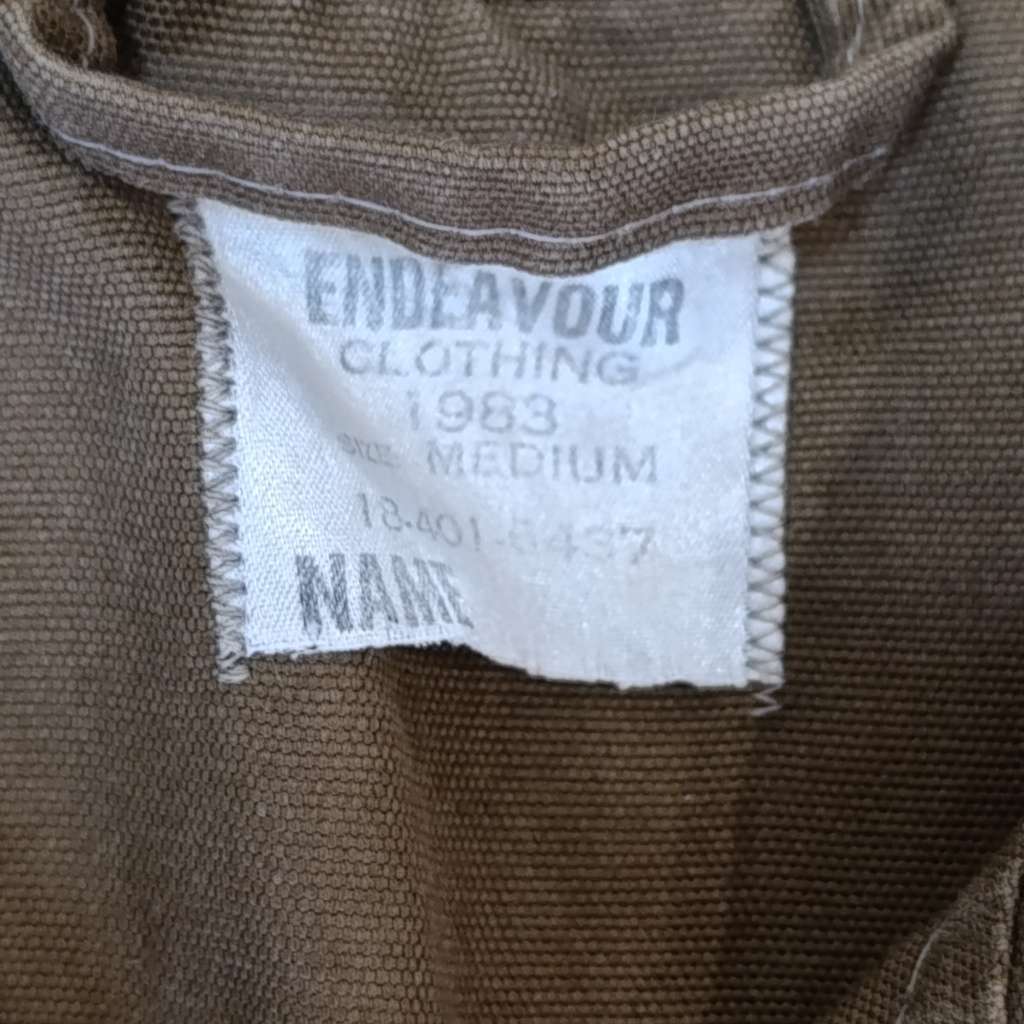 ENDEAVOUR
CLOTHING
1983
SIZE MEDIUM
NAME